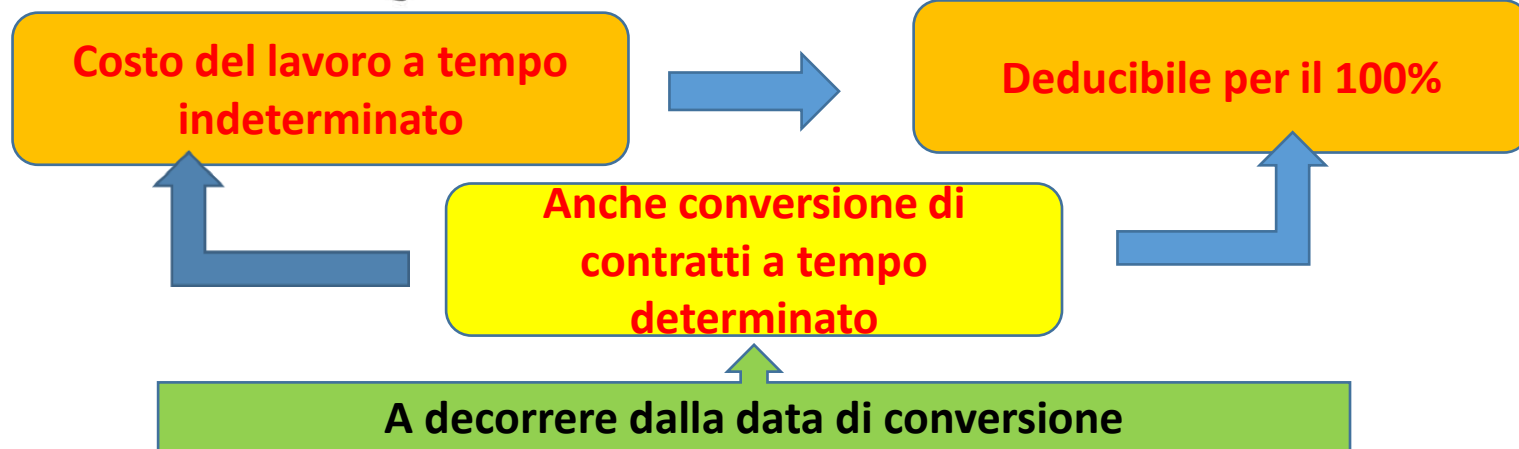 Costo del lavoro a tempo
indeterminato
Deducibile per il 100%
Anche conversione di
contratti a tempo
determinato
A decorrere dalla data di conversione